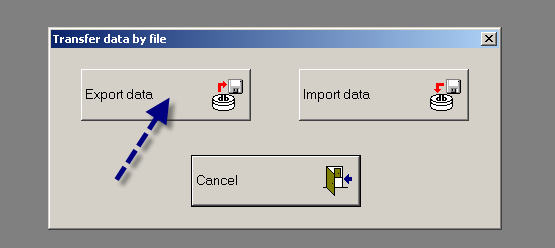 Transfer data by file
Export data
Import data
Cancel